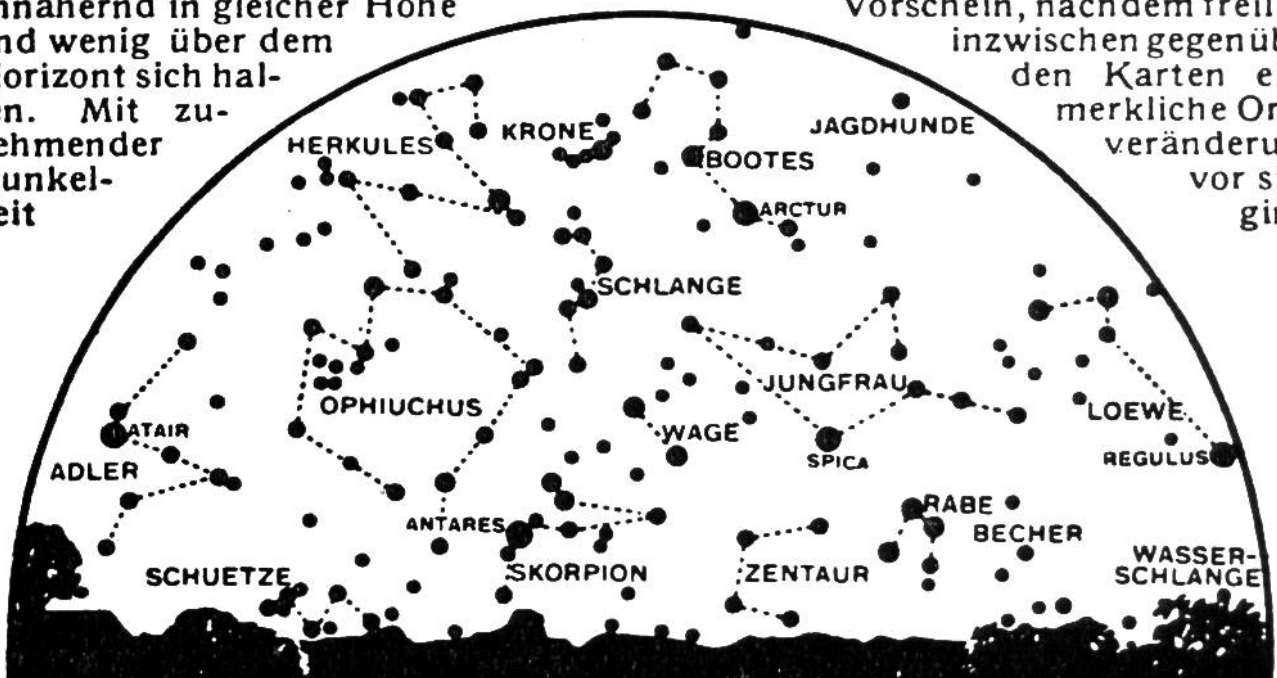 nnähernd in gleicher Höhe
nd wenig über dem
orizont sich hal-
en. Mit zu-
ehmender
unkel-
eit
Vorschein, nachdem frei
inzwischen gegenü
den Karten e
merkliche Or
veränderu
vor s
gi
HERKULES
KRONE
BOOTES
JAGDHUNDE
ARCTUR
SCHLANGE
OPHIUCHUS
JUNGFRAU
LOEWE
ATAIR
WAGE
SPICA
REGULUS
ADLER
ANTARES
RABE
BECHER
SCHUETZE
SKORPION
ZENTAUR
WASSER-
SCHLANGE